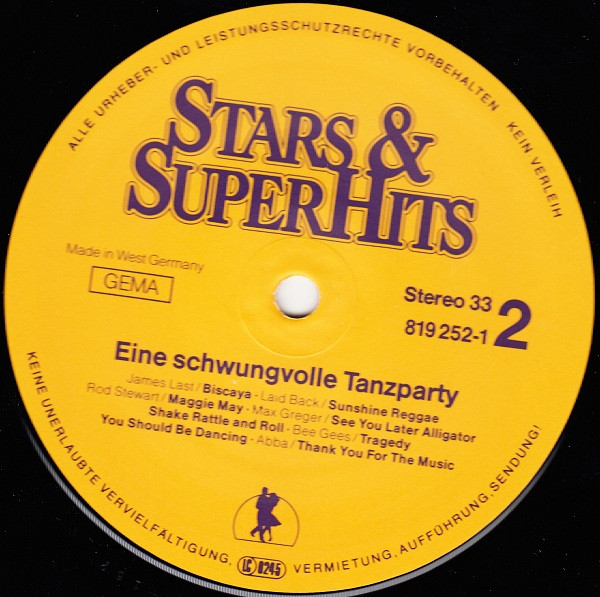 ALLE URHEBER- UND LEISTUNGSSCHUTZRECHTE VORBEHALTEN KEIN VERLEIH
STARS &
SUPERHITS
Made in West Germany
GEMA
Stereo 33
819 252-1
2
Eine schwungvolle Tanzparty
James Last/Biscaya · Laid Back/Sunshine Reggae
Rod Stewart/Maggie May · Max Greger/See You Later Alligator
Shake Rattle and Roll · Bee Gees/Tragedy
You Should Be Dancing · Abba/Thank You For The Music
KEINE UNERLAUBTE VERVIELFÄLTIGUNG, VERMIETUNG, AUFFÜHRUNG, SENDUNG!
LC 0245